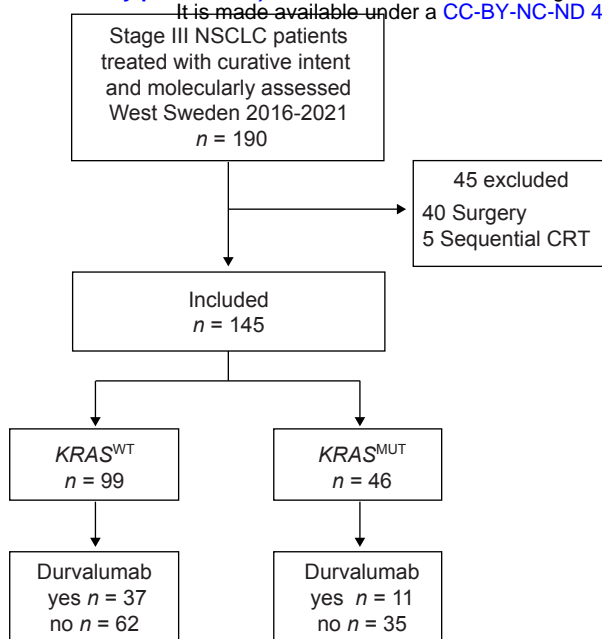 It is made available under a CC-BY-NC-ND 4
Stage III NSCLC patients
treated with curative intent
and molecularly assessed
West Sweden 2016-2021
n = 190
45 excluded
40 Surgery
5 Sequential CRT
Included
n = 145
KRASWT
n = 99
KRASMUT
n = 46
Durvalumab
yes n = 37
no n = 62
Durvalumab
yes n = 11
no n = 35